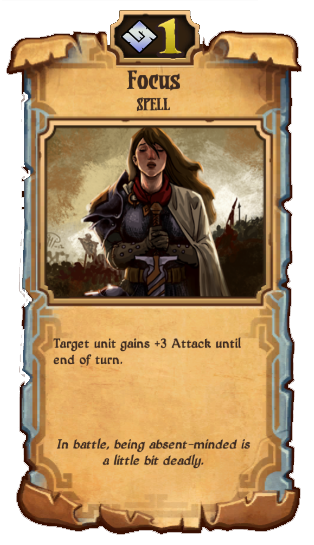 1
Focus
SPELL
Target unit gains +3 Attack until
end of turn.
In battle, being absent-minded is
a little bit deadly.